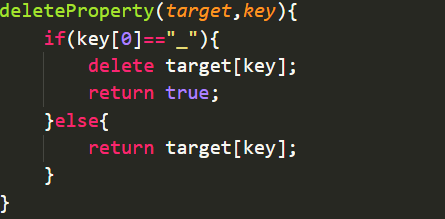 deleteProperty(target,key){
    if(key[0]=="_"){
        delete target[key];
        return true;
    }else{
        return target[key];
    }
}